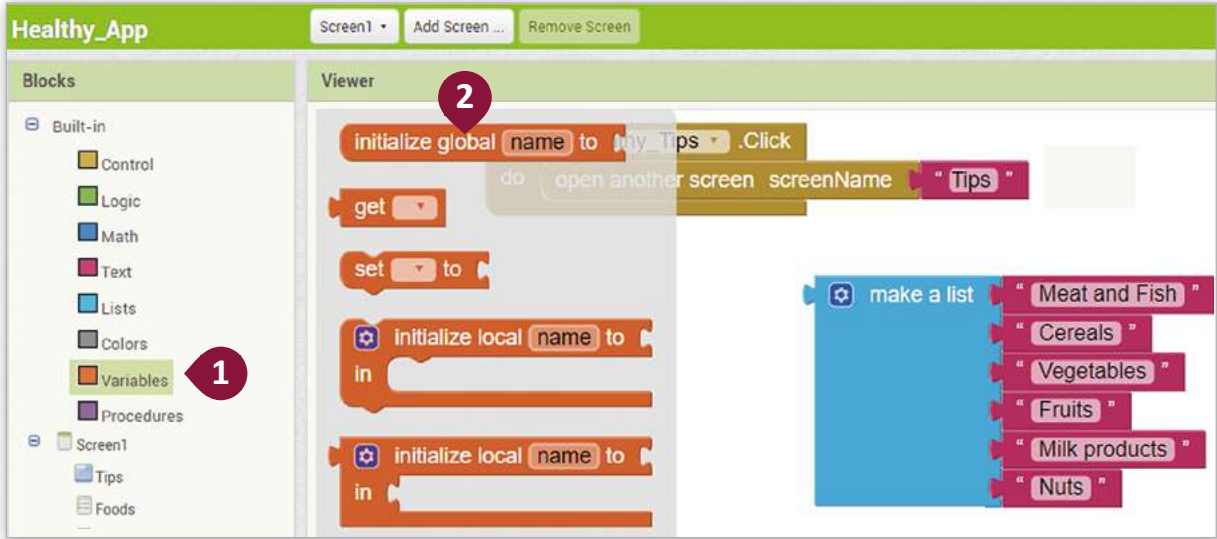 Healthy_App
Screen1
Add Screen ...
Remove Screen
Blocks
Viewer
Built-in
Control
Logic
Math
Text
Lists
Colors
Variables
1
Procedures
Screen1
Tips
Foods
2
initialize global name to
my_Tips .Click
do open another screen screenName " Tips "
get
set to
initialize local name to
in
initialize local name to
in
make a list " Meat and Fish "
" Cereals "
" Vegetables "
" Fruits "
" Milk products "
" Nuts "